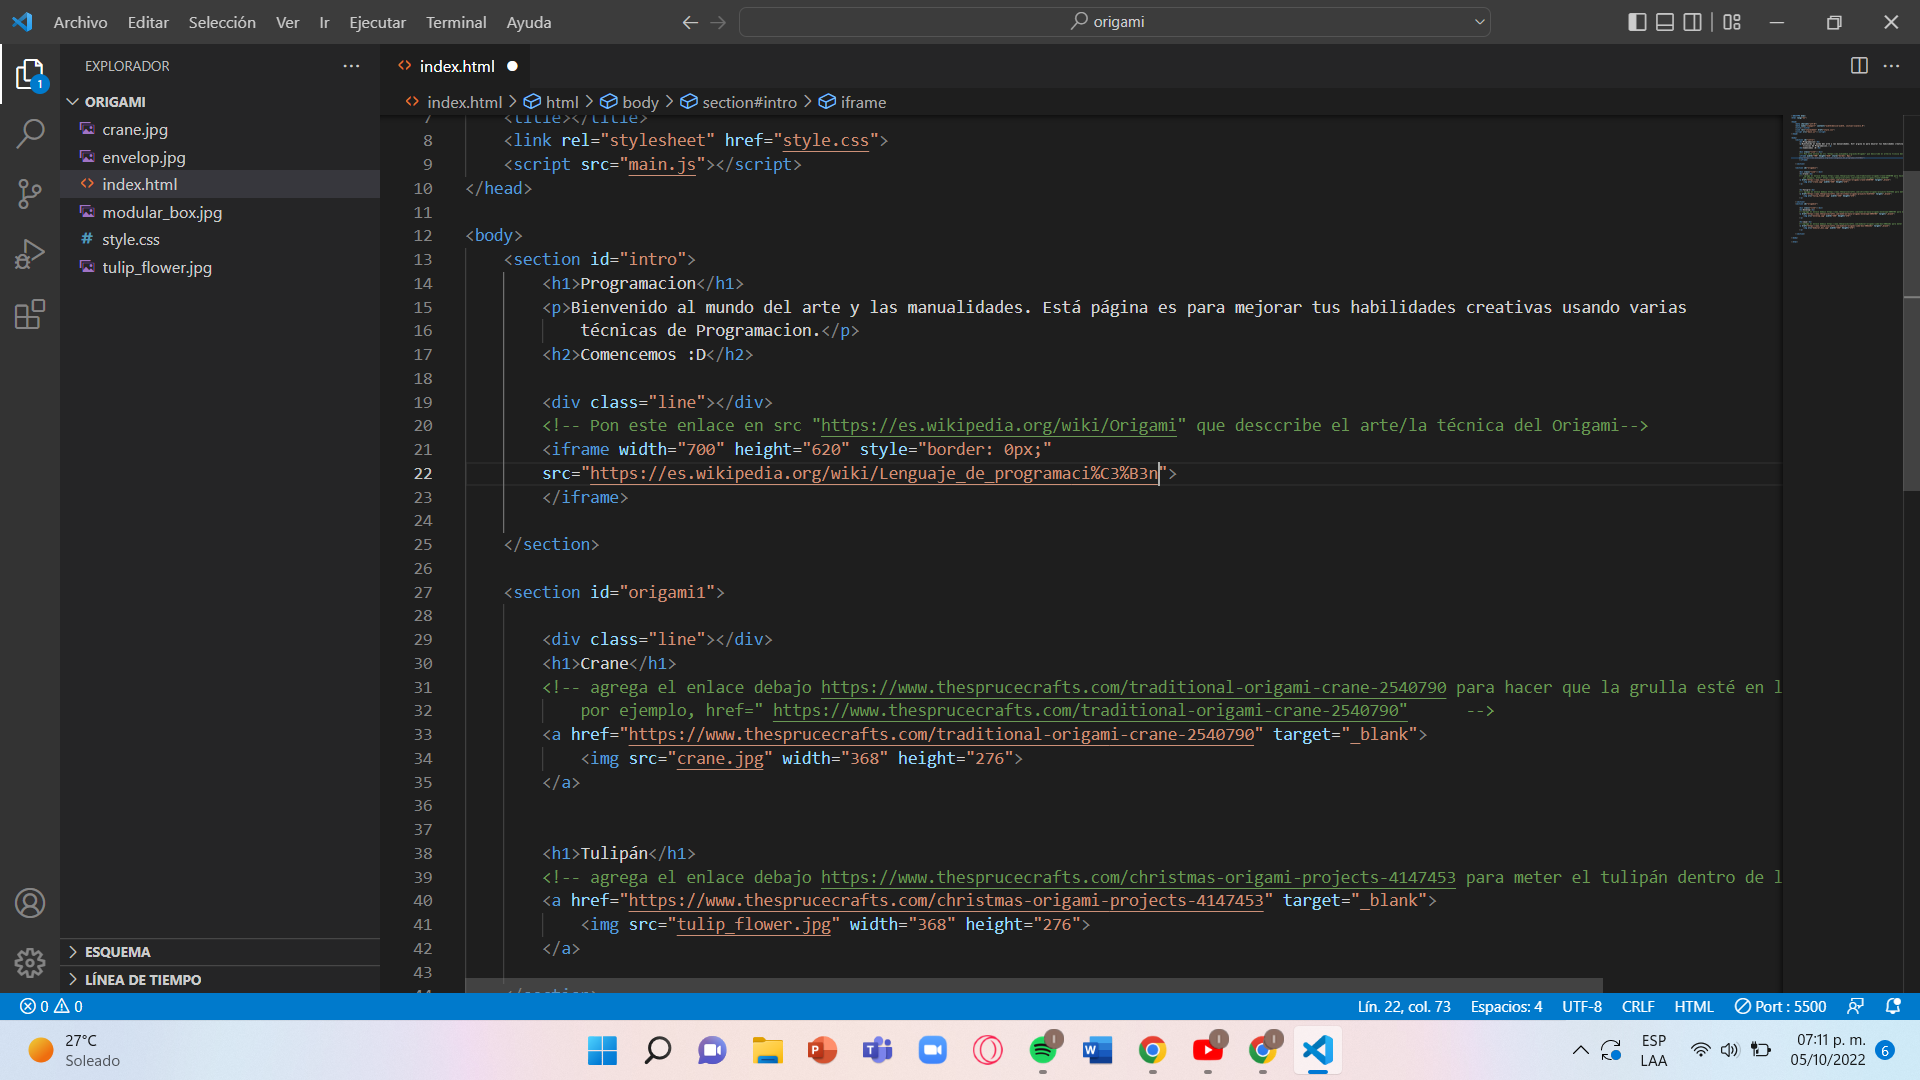 Archivo Editar Selección Ver Ir Ejecutar Terminal Ayuda
origami
EXPLORADOR
1
ORIGAMI
crane.jpg
envelop.jpg
index.html
modular_box.jpg
style.css
tulip_flower.jpg
ESQUEMA
LÍNEA DE TIEMPO
index.html
index.html > html > body > section#intro > iframe
7 <title></title>
8 <link rel="stylesheet" href="style.css">
9 <script src="main.js"></script>
10 </head>
11
12 <body>
13 <section id="intro">
14 <h1>Programacion</h1>
15 <p>Bienvenido al mundo del arte y las manualidades. Está página es para mejorar tus habilidades creativas usando varias
16 técnicas de Programacion.</p>
17 <h2>Comencemos :D</h2>
18
19 <div class="line"></div>
20 <!-- Pon este enlace en src "https://es.wikipedia.org/wiki/Origami" que desccribe el arte/la técnica del Origami-->
21 <iframe width="700" height="620" style="border: 0px;"
22 src="https://es.wikipedia.org/wiki/Lenguaje_de_programaci%C3%B3n">
23 </iframe>
24
25 </section>
26
27 <section id="origami1">
28
29 <div class="line"></div>
30 <h1>Crane</h1>
31 <!-- agrega el enlace debajo https://www.thesprucecrafts.com/traditional-origami-crane-2540790 para hacer que la grulla esté en l
32 por ejemplo, href=" https://www.thesprucecrafts.com/traditional-origami-crane-2540790" -->
33 <a href="https://www.thesprucecrafts.com/traditional-origami-crane-2540790" target="_blank">
34 <img src="crane.jpg" width="368" height="276">
35 </a>
36
37
38 <h1>Tulipán</h1>
39 <!-- agrega el enlace debajo https://www.thesprucecrafts.com/christmas-origami-projects-4147453 para meter el tulipán dentro de l
40 <a href="https://www.thesprucecrafts.com/christmas-origami-projects-4147453" target="_blank">
41 <img src="tulip_flower.jpg" width="368" height="276">
42 </a>
43
44 </section>
0 0 Lín. 22, col. 73 Espacios: 4 UTF-8 CRLF HTML Port : 5500
27°C
Soleado
ESP
LAA
07:11 p. m.
05/10/2022
6